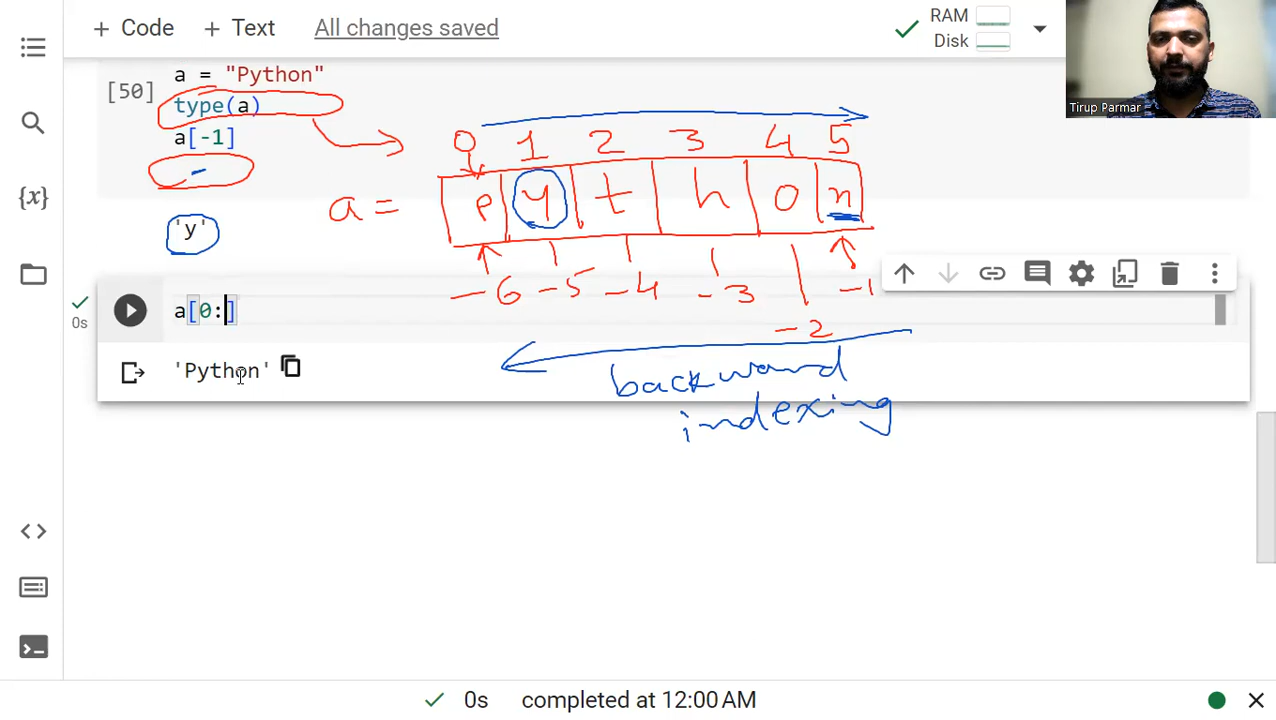 + Code + Text All changes saved
RAM
Disk
Tirup Parmar
[50]
a = "Python"
type(a)
a[-1]
0 1 2 3 4 5
a = P y t h o n
'y'
-6 -5 -4 -3 -2 -1
0s
a[0:]
'Python'
backward
indexing
{x}
0s completed at 12:00 AM